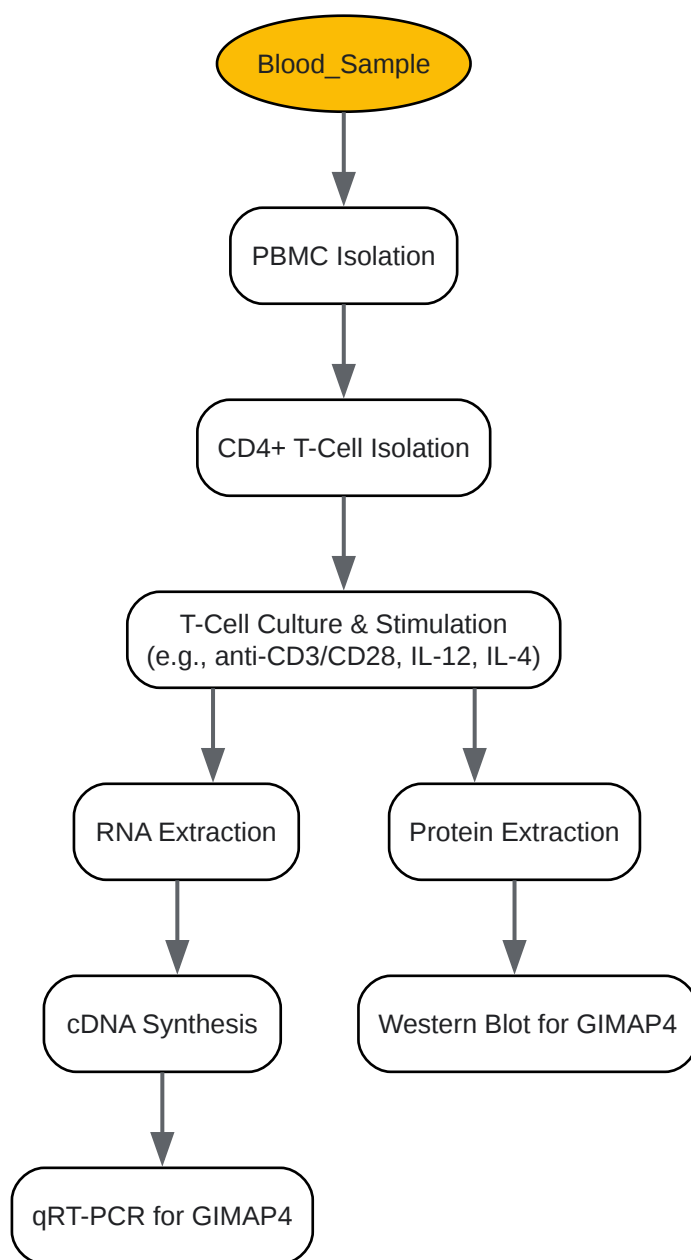 Blood_Sample
PBMC Isolation
CD4+ T-Cell Isolation
T-Cell Culture & Stimulation
(e.g., anti-CD3/CD28, IL-12, IL-4)
RNA Extraction
Protein Extraction
cDNA Synthesis
Western Blot for GIMAP4
qRT-PCR for GIMAP4